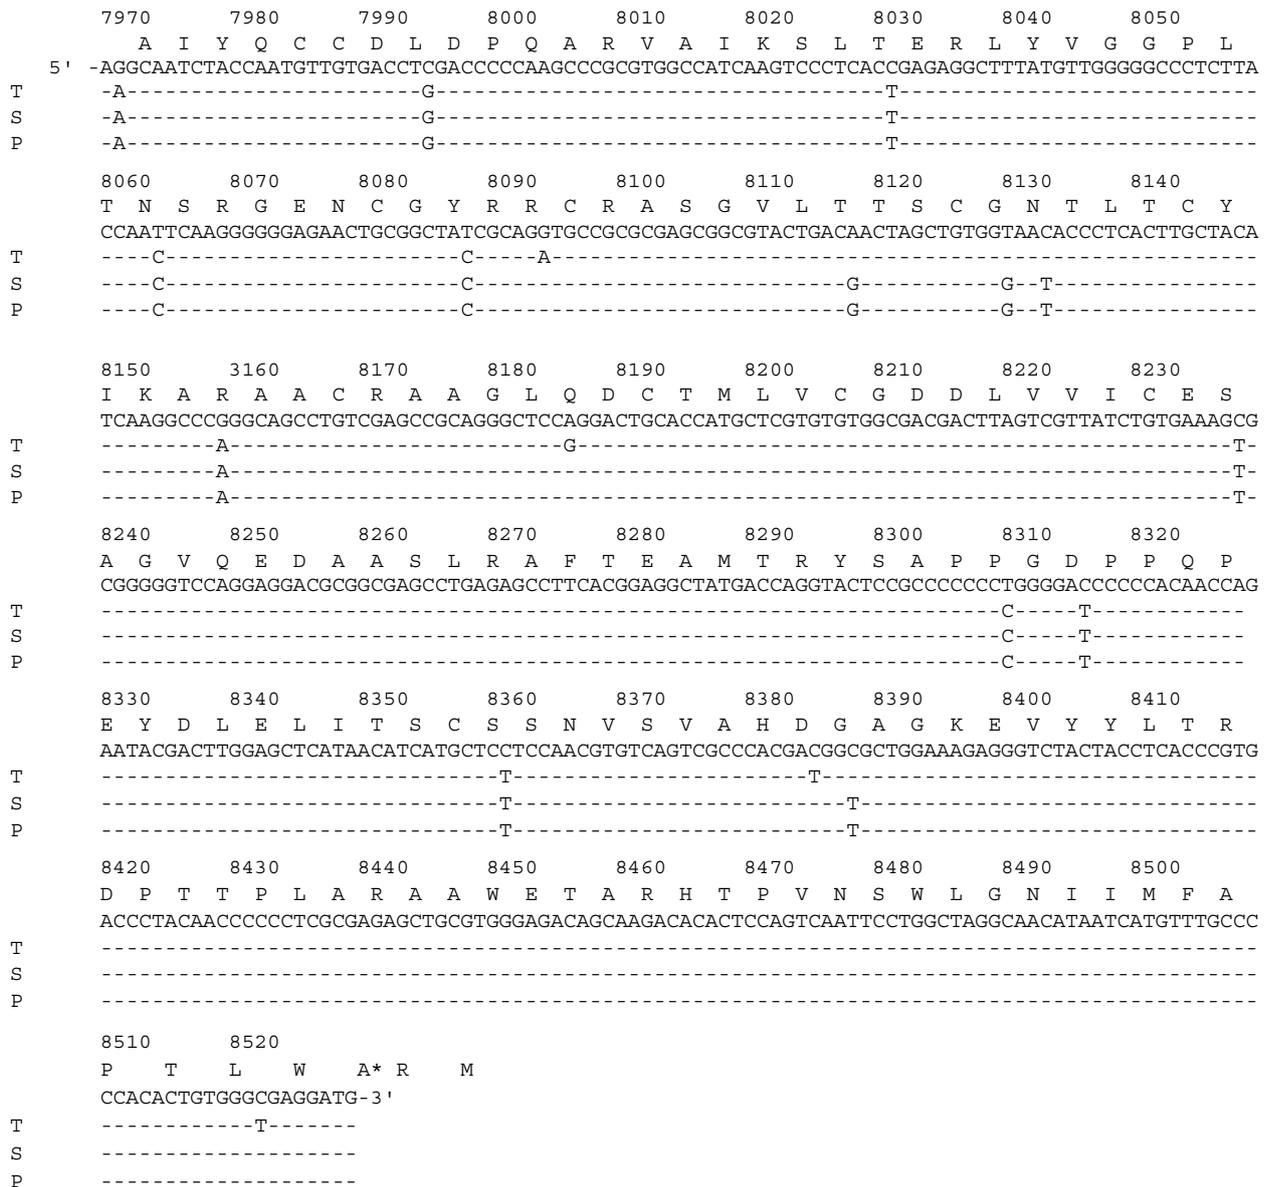 7970 7980 7990 8000 8010 8020 8030 8040 8050
A I Y Q C C D L D P Q A R V A I K S L T E R L Y V G G P L
5' -AGGCAATCTACCAATGTTGTGACCTCGACCCCCAAGCCCGCGTGGCCATCAAGTCCCTCACCGAGAGGCTTTATGTTGGGGGCCCTCTTA
T -A-----------------------G-----------------------------------T----------------------------
S -A-----------------------G-----------------------------------T----------------------------
P -A-----------------------G-----------------------------------T----------------------------
8060 8070 8080 8090 8100 8110 8120 8130 8140
T N S R G E N C G Y R R C R A S G V L T T S C G N T L T C Y
CCAATTCAAGGGGGGAGAACTGCGGCTATCGCAGGTGCCGCGCGAGCGGCGTACTGACAACTAGCTGTGGTAACACCCTCACTTGCTACA
T ----C-----------------------C-----A-------------------------------------------------------
S ----C-----------------------C-----------------------------G-----------G--T----------------
P ----C-----------------------C-----------------------------G-----------G--T----------------
8150 3160 8170 8180 8190 8200 8210 8220 8230
I K A R A A C R A A G L Q D C T M L V C G D D L V V I C E S
TCAAGGCCCGGGCAGCCTGTCGAGCCGCAGGGCTCCAGGACTGCACCATGCTCGTGTGTGGCGACGACTTAGTCGTTATCTGTGAAAGCG
T ---------A--------------------------G---------------------------------------------------T-
S ---------A------------------------------------------------------------------------------T-
P ---------A------------------------------------------------------------------------------T-
8240 8250 8260 8270 8280 8290 8300 8310 8320
A G V Q E D A A S L R A F T E A M T R Y S A P P G D P P Q P
CGGGGGTCCAGGAGGACGCGGCGAGCCTGAGAGCCTTCACGGAGGCTATGACCAGGTACTCCGCCCCCCCTGGGGACCCCCCACAACCAG
T ----------------------------------------------------------------------C-----T------------
S ----------------------------------------------------------------------C-----T------------
P ----------------------------------------------------------------------C-----T------------
8330 8340 8350 8360 8370 8380 8390 8400 8410
E Y D L E L I T S C S S N V S V A H D G A G K E V Y Y L T R
AATACGACTTGGAGCTCATAACATCATGCTCCTCCAACGTGTCAGTCGCCCACGACGGCGCTGGAAAGAGGGTCTACTACCTCACCCGTG
T -------------------------------T-----------------------T----------------------------------
S -------------------------------T--------------------------T-------------------------------
P -------------------------------T--------------------------T-------------------------------
8420 8430 8440 8450 8460 8470 8480 8490 8500
D P T T P L A R A A W E T A R H T P V N S W L G N I I M F A
ACCCTACAACCCCCCTCGCGAGAGCTGCGTGGGAGACAGCAAGACACACTCCAGTCAATTCCTGGCTAGGCAACATAATCATGTTTGCCC
T ------------------------------------------------------------------------------------------
S ------------------------------------------------------------------------------------------
P ------------------------------------------------------------------------------------------
8510 8520
P T L W A* R M
CCACACTGTGGGCGAGGATG-3'
T ------------T-------
S --------------------
P --------------------